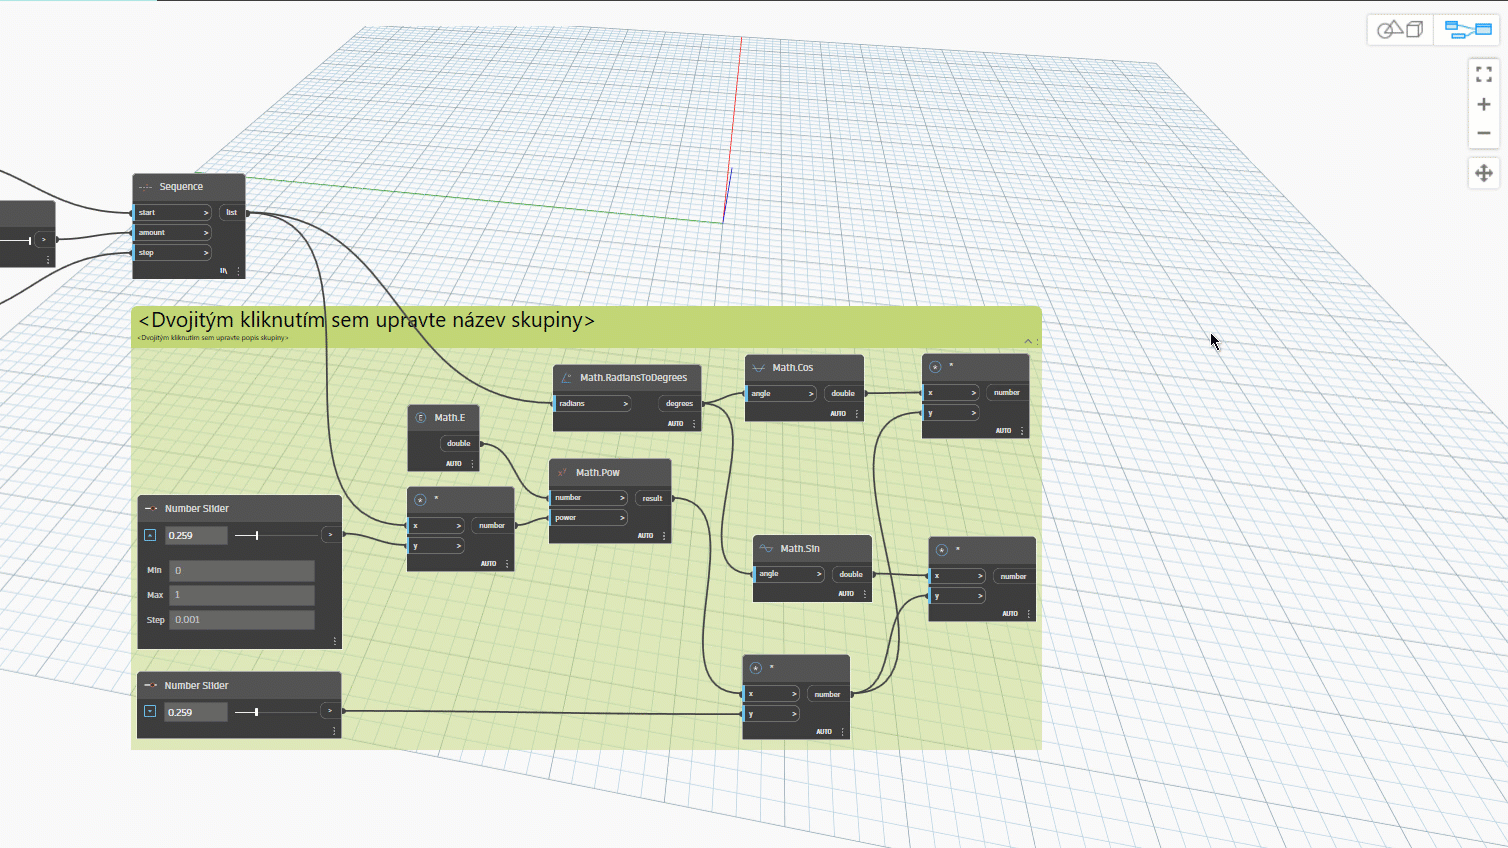 Sequence
start >
list
amount >
step >
>
<Dvojitým kliknutím sem upravte název skupiny>
<Dvojitým kliknutím sem upravte popis skupiny>
Math.RadiansToDegrees
radians >
degrees
AUTO
Math.Cos
angle >
double
AUTO
*
x >
number
y >
AUTO
Math.E
double
AUTO
Math.Pow
number >
result
power >
AUTO
Number Slider
0.259
>
Min 0
Max 1
Step 0.001
*
x >
number
y >
AUTO
Math.Sin
angle >
double
AUTO
*
x >
number
y >
AUTO
Number Slider
0.259
>
*
x >
number
y >
AUTO